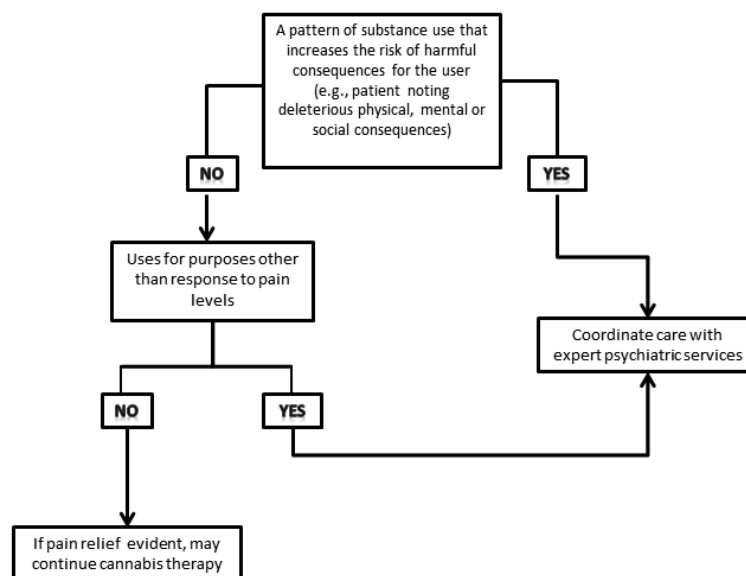 A pattern of substance use that
increases the risk of harmful
consequences for the user
(e.g., patient noting
deleterious physical, mental or
social consequences)
NO
YES
Uses for purposes other
than response to pain
levels
Coordinate care with
expert psychiatric services
NO
YES
If pain relief evident, may
continue cannabis therapy